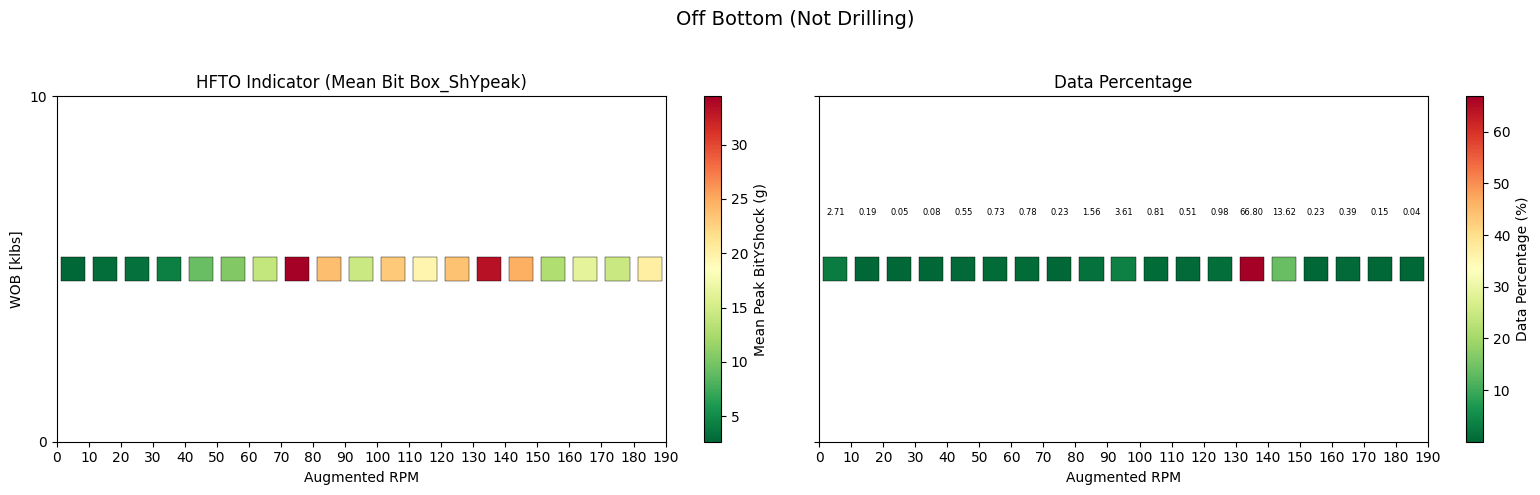 Off Bottom (Not Drilling)
HFTO Indicator (Mean Bit Box_ShYpeak)
10
WOB [klbs]
0
0 10 20 30 40 50 60 70 80 90 100 110 120 130 140 150 160 170 180 190
Augmented RPM
30
25
20
15
10
5
Mean Peak BitYShock (g)
Data Percentage
2.71 0.19 0.05 0.08 0.55 0.73 0.78 0.23 1.56 3.61 0.81 0.51 0.98 66.80 13.62 0.23 0.39 0.15 0.04
0 10 20 30 40 50 60 70 80 90 100 110 120 130 140 150 160 170 180 190
Augmented RPM
60
50
40
30
20
10
Data Percentage (%)